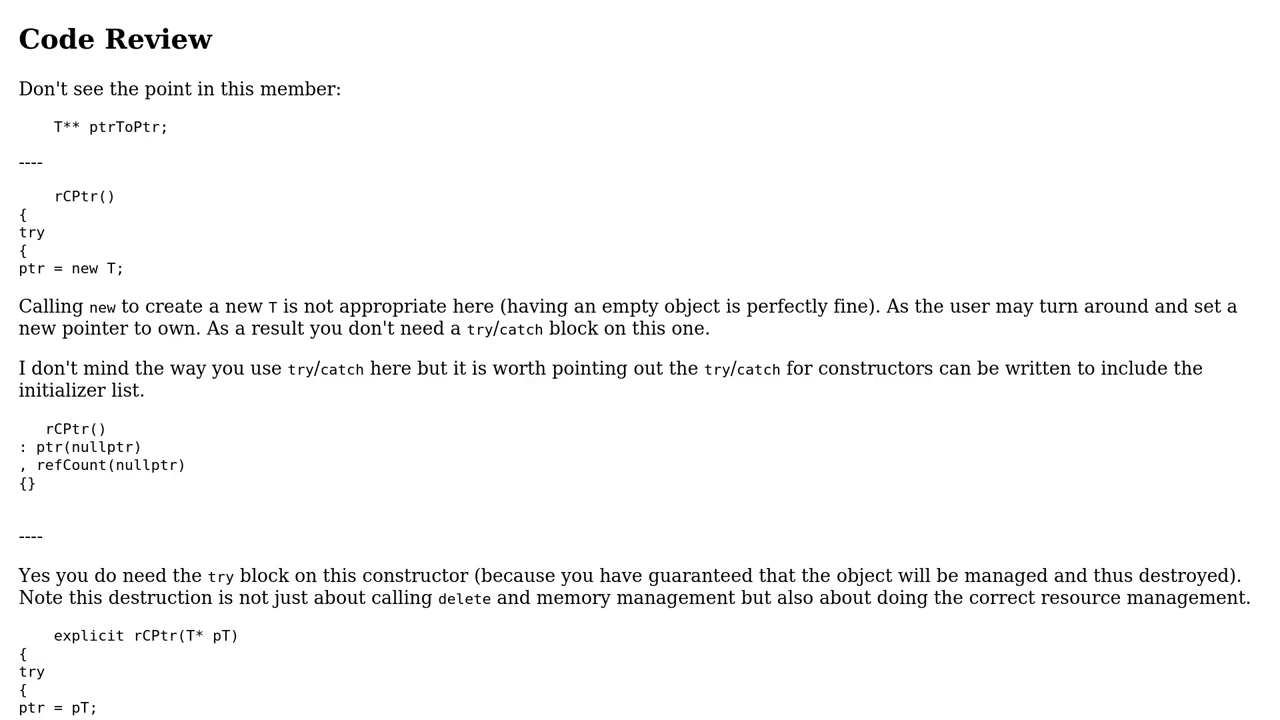 Code Review
Don't see the point in this member:
T** ptrToPtr;
----
rCPtr()
{
try
{
ptr = new T;
Calling new to create a new T is not appropriate here (having an empty object is perfectly fine). As the user may turn around and set a
new pointer to own. As a result you don't need a try/catch block on this one.
I don't mind the way you use try/catch here but it is worth pointing out the try/catch for constructors can be written to include the
initializer list.
rCPtr()
: ptr(nullptr)
, refCount(nullptr)
{}
----
Yes you do need the try block on this constructor (because you have guaranteed that the object will be managed and thus destroyed).
Note this destruction is not just about calling delete and memory management but also about doing the correct resource management.
explicit rCPtr(T* pT)
{
try
{
ptr = pT;